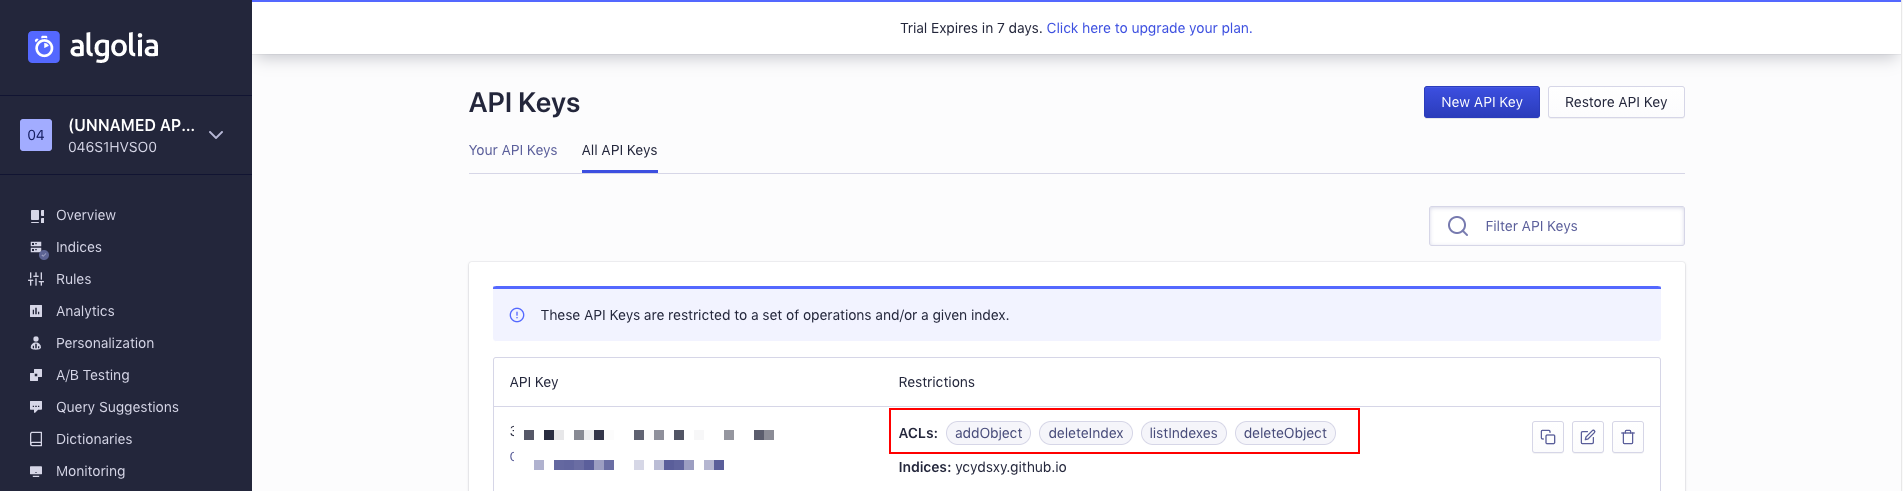 algolia
Trial Expires in 7 days. Click here to upgrade your plan.
04
(UNNAMED AP...
046S1HVSO0
Overview
Indices
Rules
Analytics
Personalization
A/B Testing
Query Suggestions
Dictionaries
Monitoring
API Keys
New API Key
Restore API Key
Your API Keys
All API Keys
Filter API Keys
These API Keys are restricted to a set of operations and/or a given index.
API Key
Restrictions
ACLs: addObject deleteIndex listIndexes deleteObject
Indices: ycydsxy.github.io